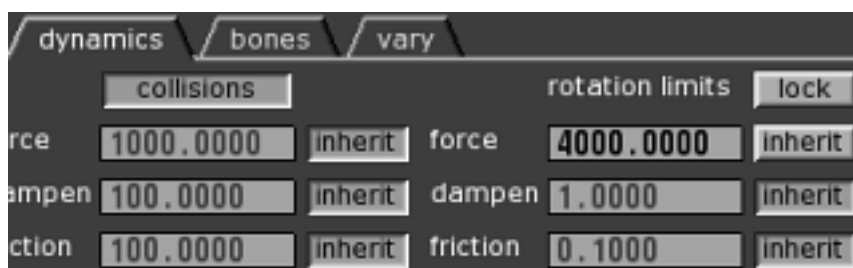 dynamics bones vary
collisions rotation limits lock
rce 1000.0000 inherit force 4000.0000 inherit
ampen 100.0000 inherit dampen 1.0000 inherit
ction 100.0000 inherit friction 0.1000 inherit